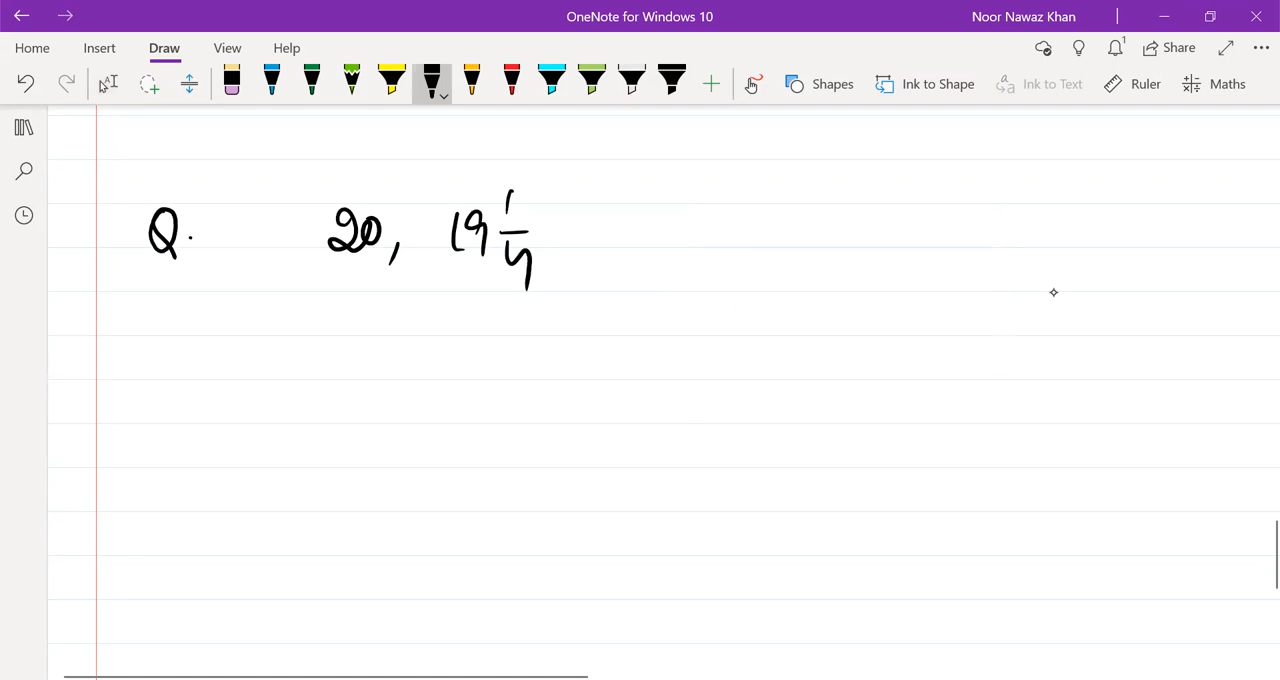 OneNote for Windows 10 Noor Nawaz Khan
Home Insert Draw View Help 1 Share
Shapes Ink to Shape Ink to Text Ruler Maths
Q. 20, 19 1/4